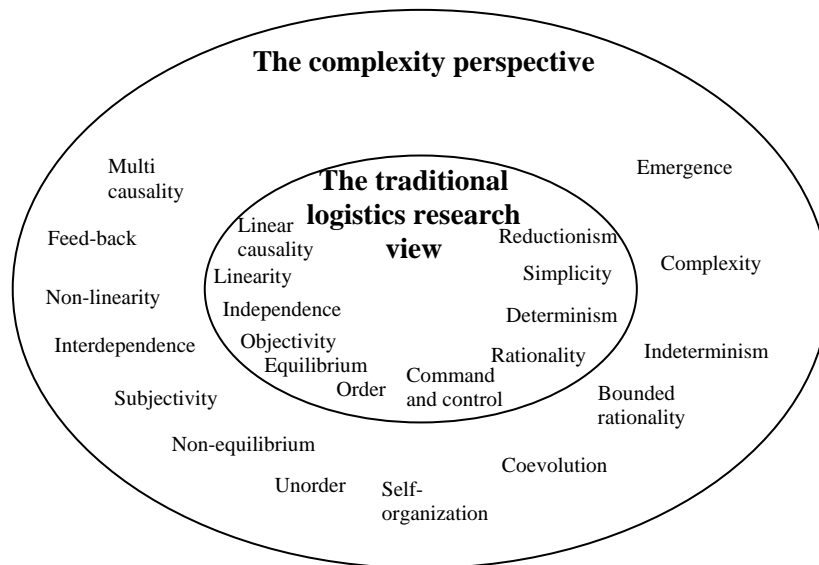 The complexity perspective
Multi
causality
Emergence
The traditional
logistics research
view
Linear
causality
Reductionism
Feed-back
Linearity
Simplicity
Complexity
Non-linearity
Independence
Determinism
Interdependence
Objectivity
Rationality
Indeterminism
Equilibrium
Order
Command
and control
Bounded
rationality
Subjectivity
Non-equilibrium
Coevolution
Unorder
Self-
organization